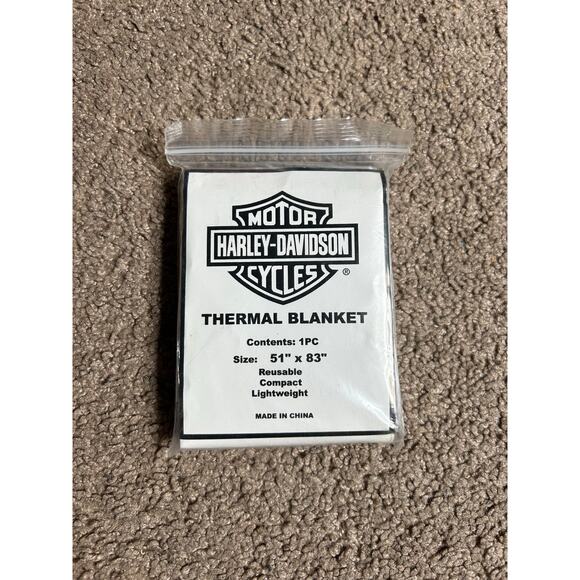 MOTOR
HARLEY-DAVIDSON
CYCLES ®
THERMAL BLANKET
Contents: 1PC
Size: 51" x 83"
Reusable
Compact
Lightweight
MADE IN CHINA